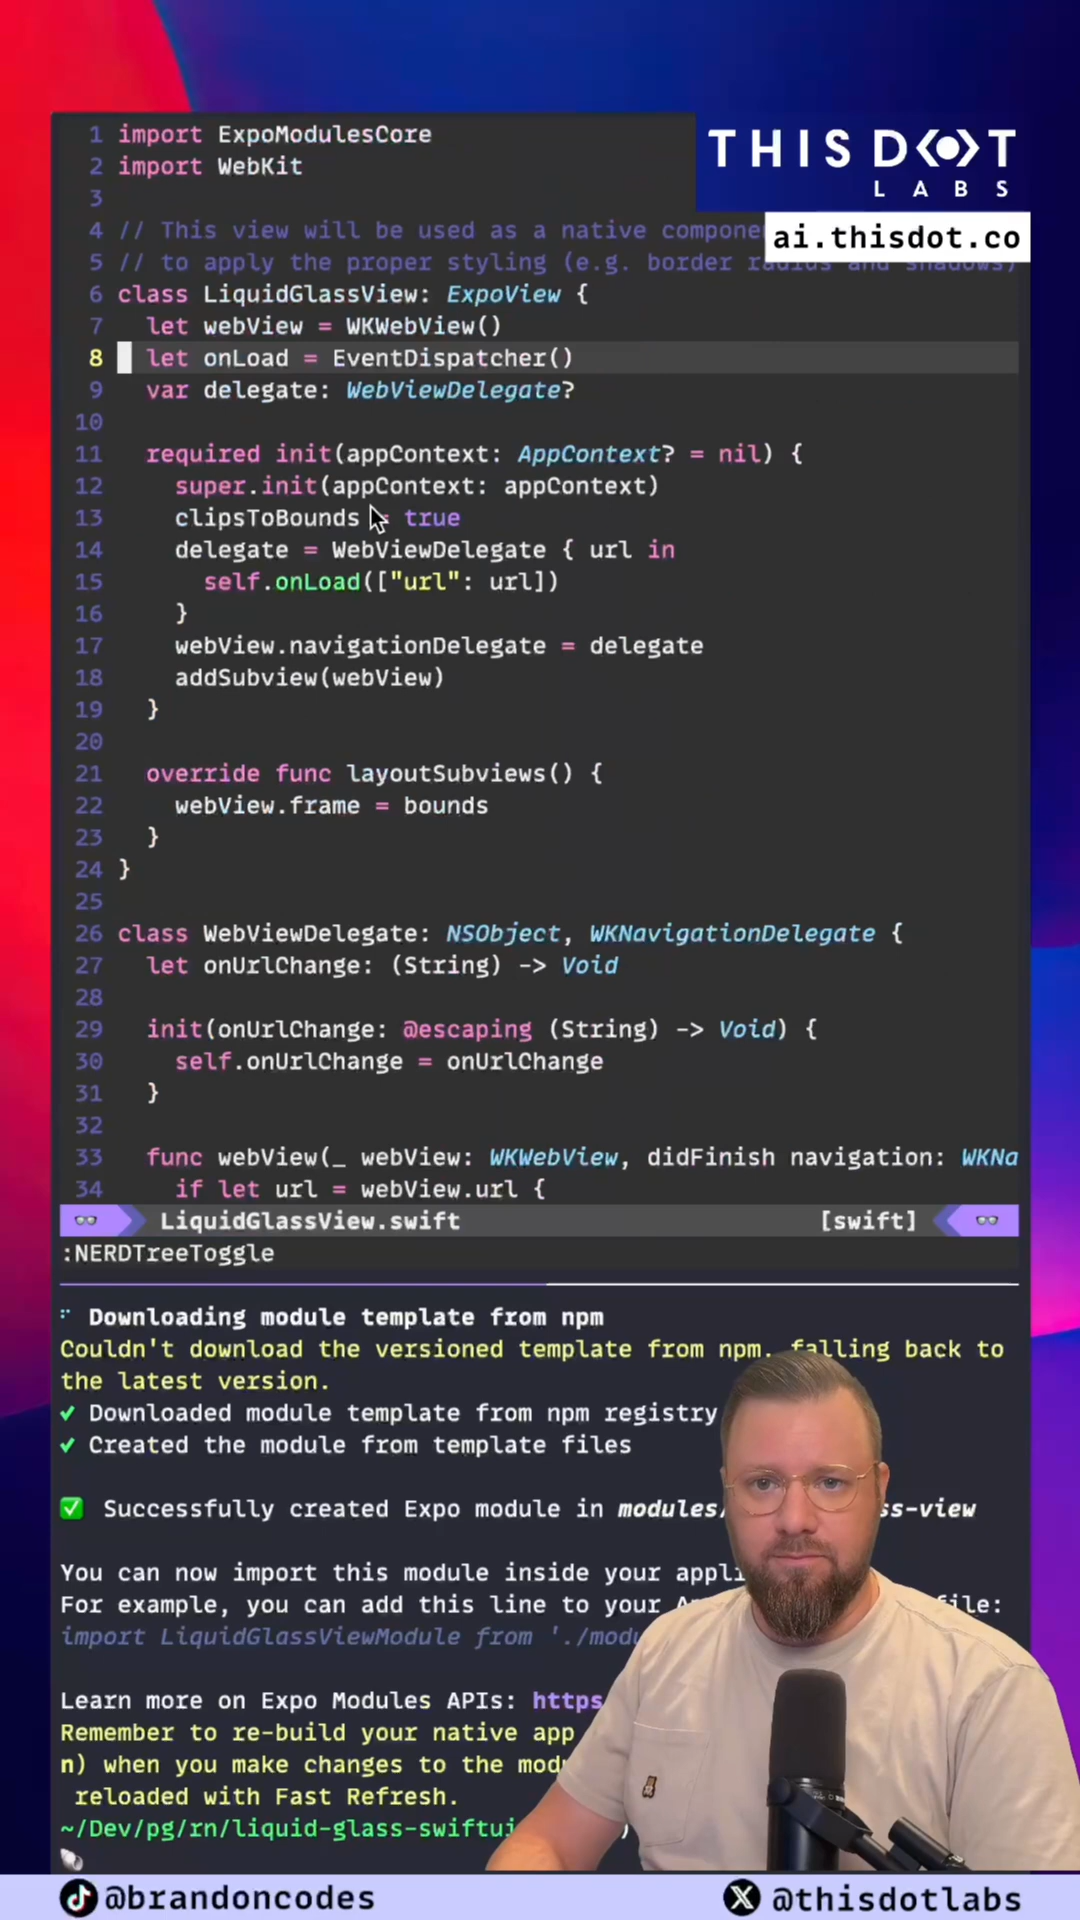 THIS DOT
LABS
ai.thisdot.co
1 import ExpoModulesCore
2 import WebKit
3
4 // This view will be used as a native
5 // to apply the proper styling (e.g. border radius and shadows)
6 class LiquidGlassView: ExpoView {
7 let webView = WKWebView()
8 let onLoad = EventDispatcher()
9 var delegate: WebViewDelegate?
10
11 required init(appContext: AppContext? = nil) {
12 super.init(appContext: appContext)
13 clipsToBounds = true
14 delegate = WebViewDelegate { url in
15 self.onLoad(["url": url])
16 }
17 webView.navigationDelegate = delegate
18 addSubview(webView)
19 }
20
21 override func layoutSubviews() {
22 webView.frame = bounds
23 }
24 }
25
26 class WebViewDelegate: NSObject, WKNavigationDelegate {
27 let onUrlChange: (String) -> Void
28
29 init(onUrlChange: @escaping (String) -> Void) {
30 self.onUrlChange = onUrlChange
31 }
32
33 func webView(_ webView: WKWebView, didFinish navigation: WKNa
34 if let url = webView.url {
LiquidGlassView.swift [swift]
:NERDTreeToggle
Downloading module template from npm
Couldn't download the versioned template from npm, falling back to
the latest version.
✔ Downloaded module template from npm registry
✔ Created the module from template files
✅ Successfully created Expo module in modules/ ss-view
You can now import this module inside your
For example, you can add this line to your file:
import LiquidGlassViewModule from './
Learn more on Expo Modules APIs: https
Remember to re-build your native app
n) when you make changes to the
reloaded with Fast Refresh.
~/Dev/pg/rn/liquid-glass-swiftui
@brandoncodes
@thisdotlabs